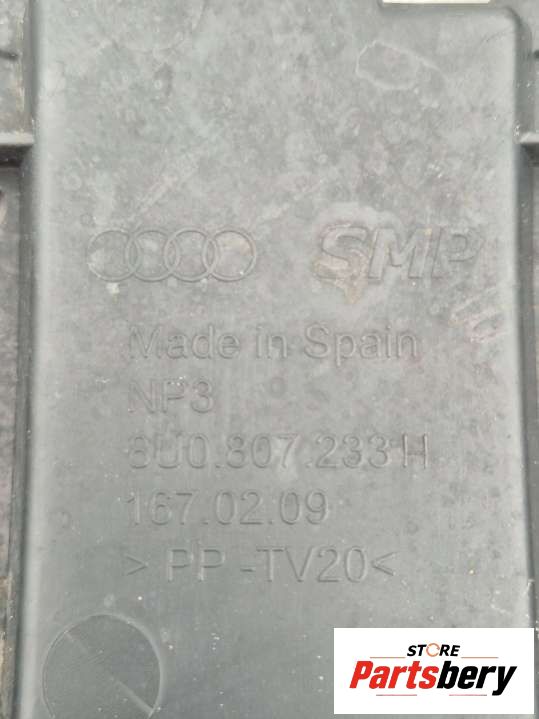 SMP
Made in Spain
NP3
8U0.807.233 H
167.02.09
> PP -TV20<
STORE
Partsbery